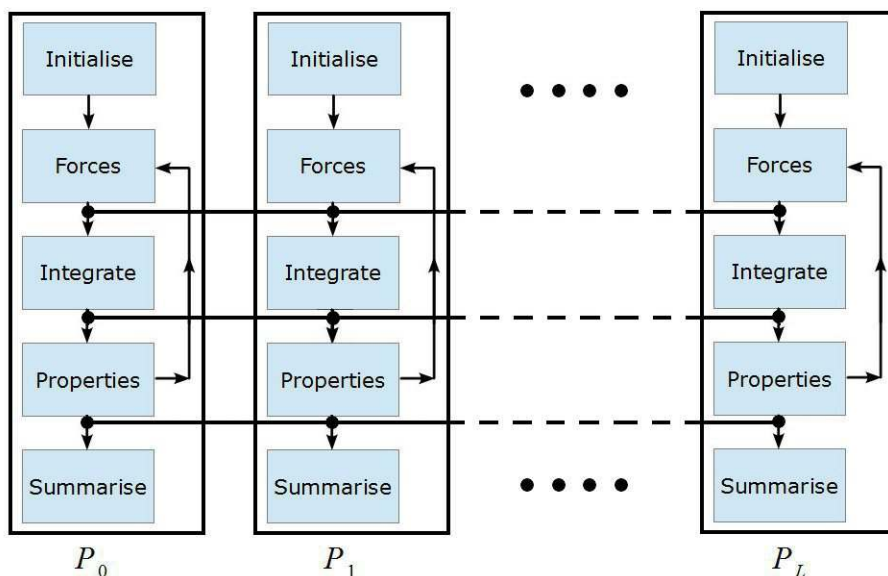 Initialise
Forces
Integrate
Properties
Summarise
P0
Initialise
Forces
Integrate
Properties
Summarise
P1
Initialise
Forces
Integrate
Properties
Summarise
PL